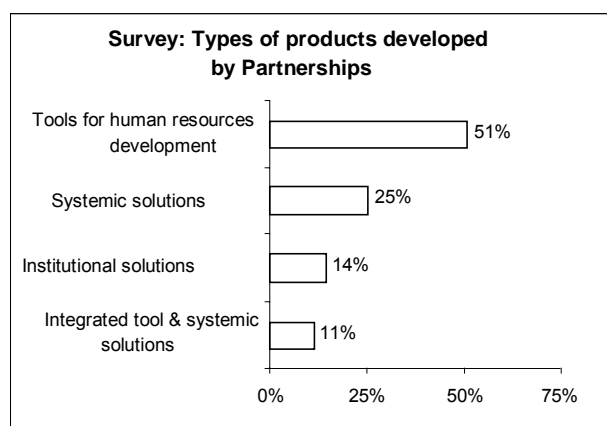 Survey: Types of products developed
by Partnerships
Tools for human resources
development
51%
Systemic solutions
25%
Institutional solutions
14%
Integrated tool & systemic
solutions
11%
0%
25%
50%
75%